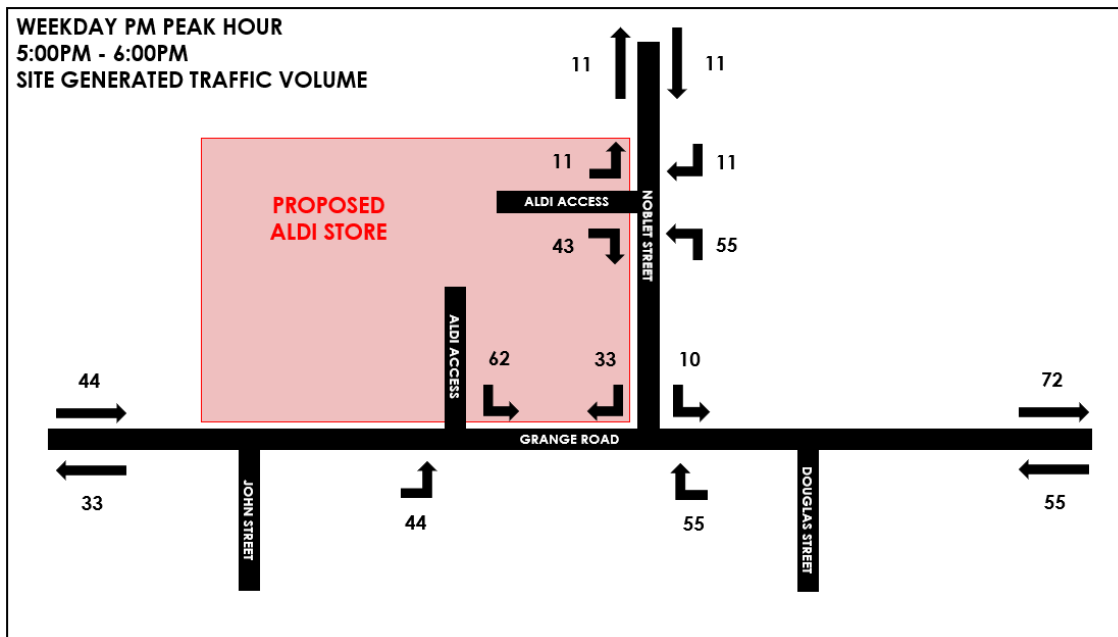 WEEKDAY PM PEAK HOUR
5:00PM - 6:00PM
SITE GENERATED TRAFFIC VOLUME
11
11
11
11
PROPOSED
ALDI STORE
ALDI ACCESS
NOBLET STREET
43
55
ALDI ACCESS
62
33
10
44
72
GRANGE ROAD
33
JOHN STREET
44
55
DOUGLAS STREET
55